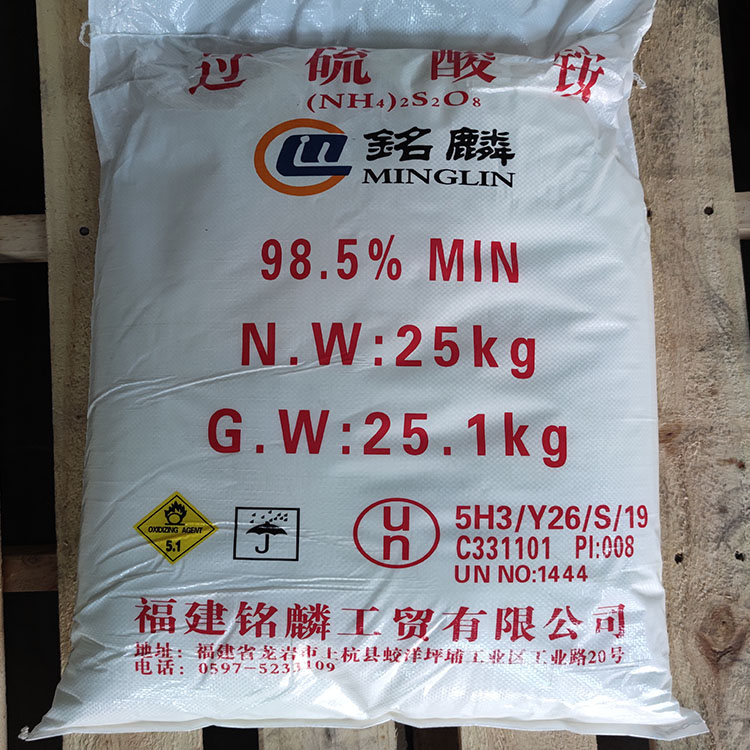 过硫酸铵
(NH₄)₂S₂O₈
銘麟
MINGLIN
98.5% MIN
N.W:25kg
G.W:25.1kg
OXIDIZING AGENT
5.1
un
5H3/Y26/S/19
C331101 PI:008
UN NO:1444
福建铭麟工贸有限公司
地址:福建省龙岩市上杭县蛟洋坪埔工业区工业路20号
电话:0597-5233109